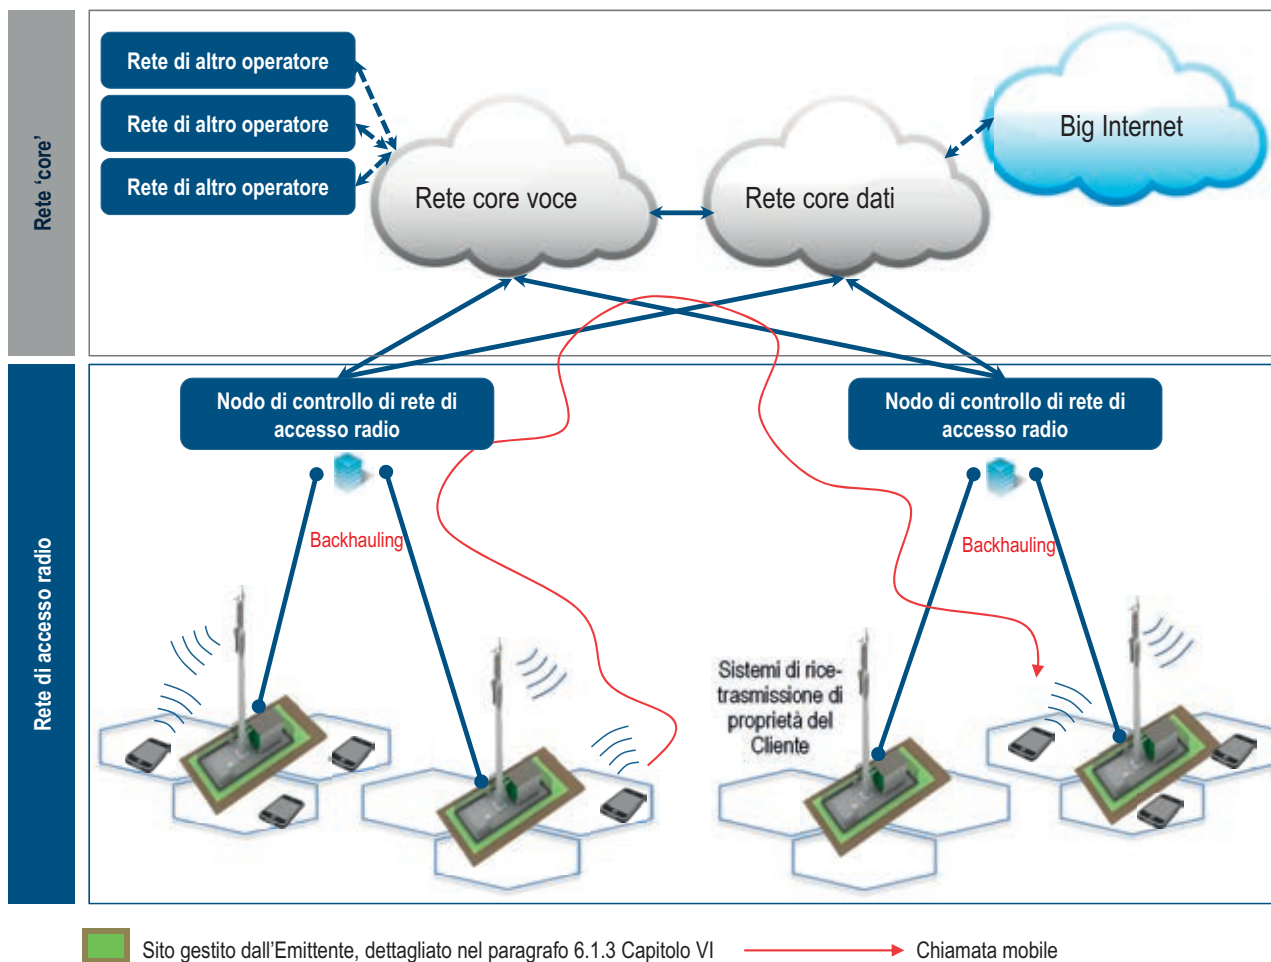 Rete 'core'
Rete di altro operatore
Rete di altro operatore
Rete di altro operatore
Rete core voce
Rete core dati
Big Internet
Rete di accesso radio
Nodo di controllo di rete di
accesso radio
Nodo di controllo di rete di
accesso radio
Backhauling
Backhauling
Sistemi di rice-
trasmissione di
proprietà del
Cliente
Sito gestito dall'Emittente, dettagliato nel paragrafo 6.1.3 Capitolo VI
Chiamata mobile